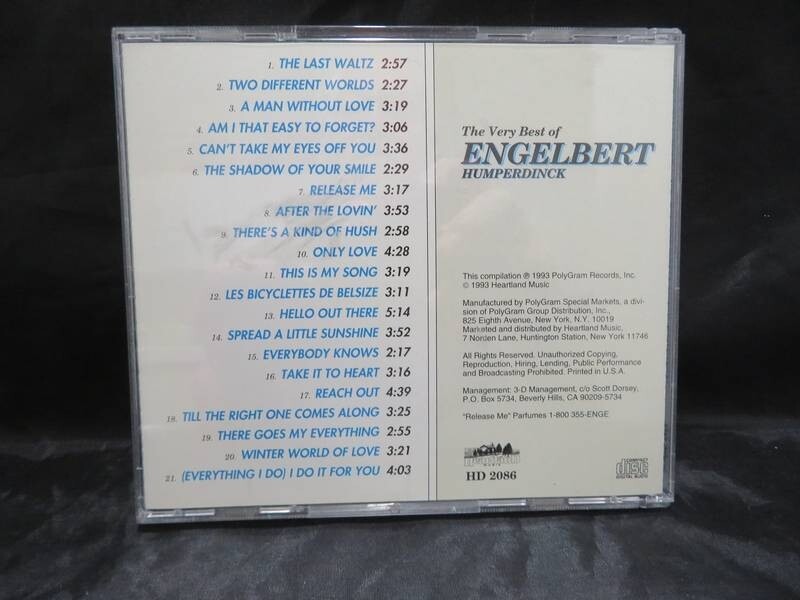 1. THE LAST WALTZ 2:57
2. TWO DIFFERENT WORLDS 2:27
3. A MAN WITHOUT LOVE 3:19
4. AM I THAT EASY TO FORGET? 3:06
5. CAN'T TAKE MY EYES OFF YOU 3:36
6. THE SHADOW OF YOUR SMILE 2:29
7. RELEASE ME 3:17
8. AFTER THE LOVIN' 3:53
9. THERE'S A KIND OF HUSH 2:58
10. ONLY LOVE 4:28
11. THIS IS MY SONG 3:19
12. LES BICYCLETTES DE BELSIZE 3:11
13. HELLO OUT THERE 5:14
14. SPREAD A LITTLE SUNSHINE 3:52
15. EVERYBODY KNOWS 2:17
16. TAKE IT TO HEART 3:16
17. REACH OUT 4:39
18. TILL THE RIGHT ONE COMES ALONG 3:25
19. THERE GOES MY EVERYTHING 2:55
20. WINTER WORLD OF LOVE 3:21
21. (EVERYTHING I DO) I DO IT FOR YOU 4:03
The Very Best of
ENGELBERT
HUMPERDINCK
This compilation ℗ 1993 PolyGram Records, Inc.
© 1993 Heartland Music
Manufactured by PolyGram Special Markets, a divi-
sion of PolyGram Group Distribution, Inc.,
825 Eighth Avenue, New York, N.Y. 10019
Marketed and distributed by Heartland Music,
7 Norden Lane, Huntington Station, New York 11746
All Rights Reserved. Unauthorized Copying,
Reproduction, Hiring, Lending, Public Performance
and Broadcasting Prohibited. Printed in U.S.A.
Management: 3-D Management, c/o Scott Dorsey,
P.O. Box 5734, Beverly Hills, CA 90209-5734
"Release Me" Parfumes 1-800 355-ENGE
Heartland
MUSIC
HD 2086
COMPACT
disc
DIGITAL AUDIO